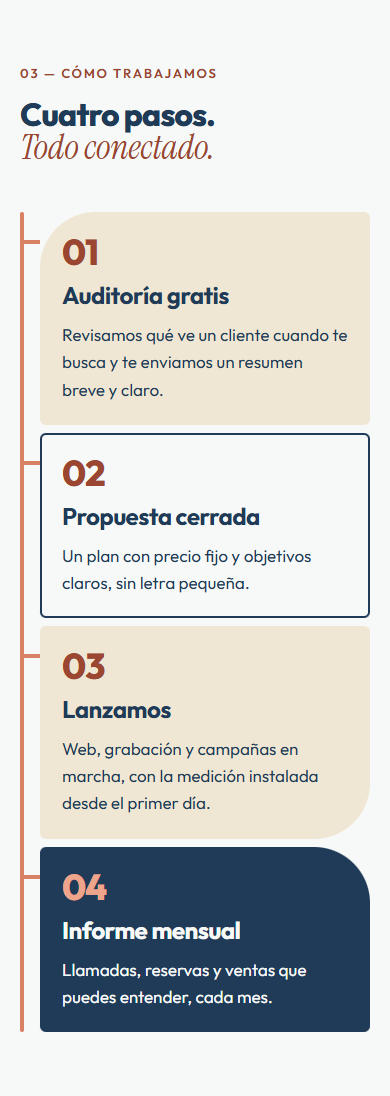 03 — CÓMO TRABAJAMOS
Cuatro pasos.
Todo conectado.
01
Auditoría gratis
Revisamos qué ve un cliente cuando te
busca y te enviamos un resumen
breve y claro.
02
Propuesta cerrada
Un plan con precio fijo y objetivos
claros, sin letra pequeña.
03
Lanzamos
Web, grabación y campañas en
marcha, con la medición instalada
desde el primer día.
04
Informe mensual
Llamadas, reservas y ventas que
puedes entender, cada mes.